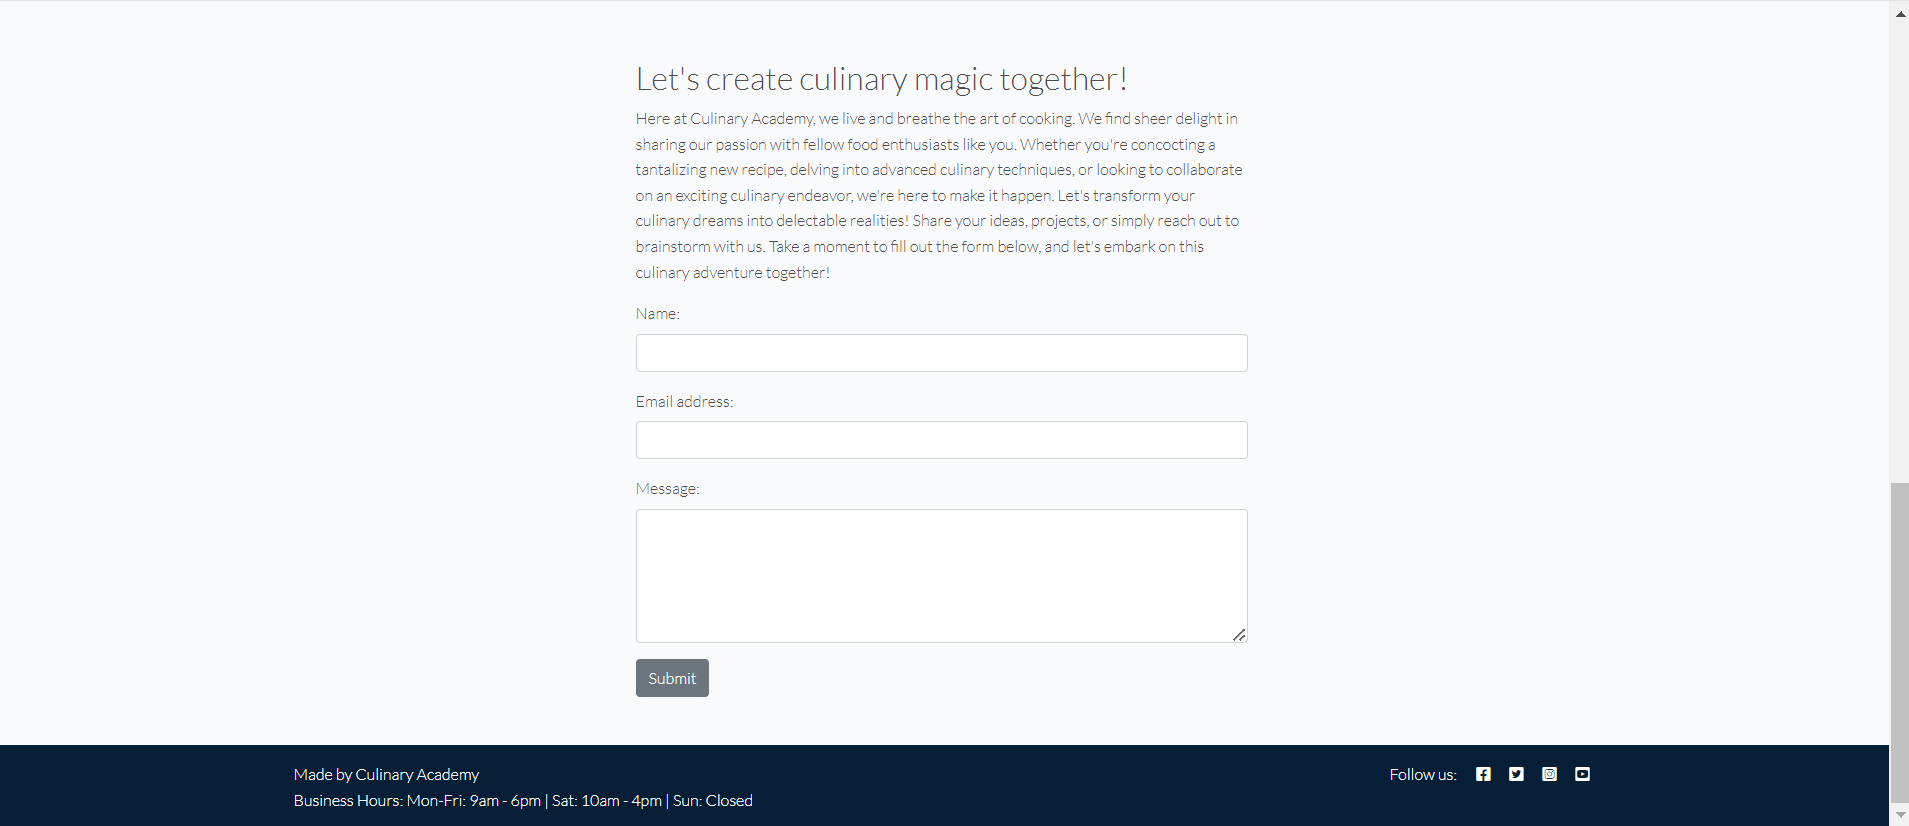 Let's create culinary magic together!
Here at Culinary Academy, we live and breathe the art of cooking. We find sheer delight in
sharing our passion with fellow food enthusiasts like you. Whether you're concocting a
tantalizing new recipe, delving into advanced culinary techniques, or looking to collaborate
on an exciting culinary endeavor, we're here to make it happen. Let's transform your
culinary dreams into delectable realities! Share your ideas, projects, or simply reach out to
brainstorm with us. Take a moment to fill out the form below, and let's embark on this
culinary adventure together!
Name:
Email address:
Message:
Submit
Made by Culinary Academy
Business Hours: Mon-Fri: 9am - 6pm | Sat: 10am - 4pm | Sun: Closed
Follow us: